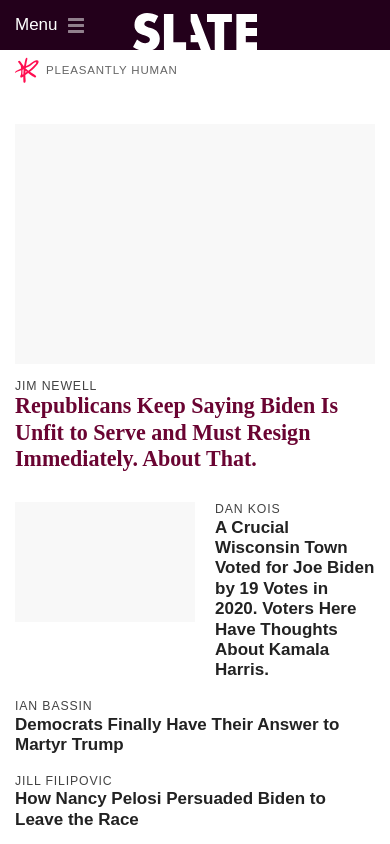 Menu
SLATE
PLEASANTLY HUMAN
JIM NEWELL
Republicans Keep Saying Biden Is
Unfit to Serve and Must Resign
Immediately. About That.
DAN KOIS
A Crucial
Wisconsin Town
Voted for Joe Biden
by 19 Votes in
2020. Voters Here
Have Thoughts
About Kamala
Harris.
IAN BASSIN
Democrats Finally Have Their Answer to
Martyr Trump
JILL FILIPOVIC
How Nancy Pelosi Persuaded Biden to
Leave the Race